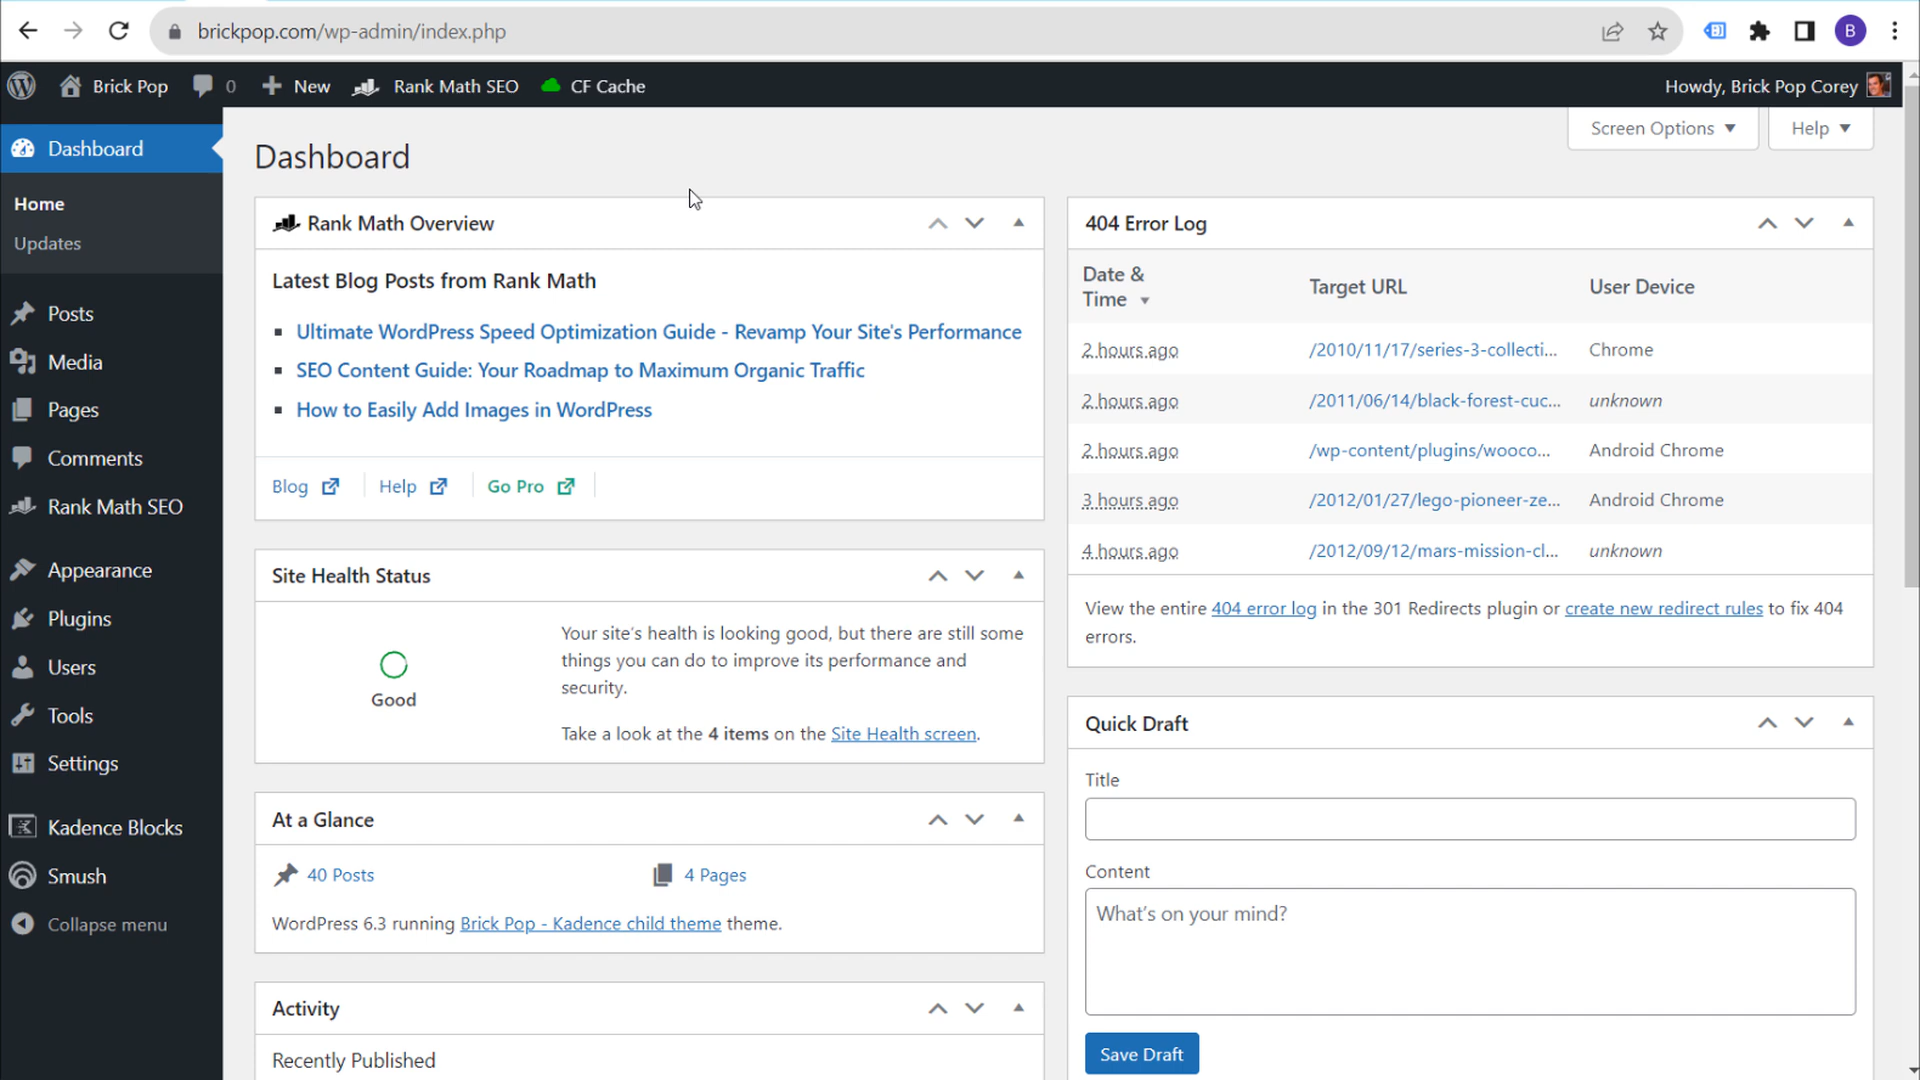 brickpop.com/wp-admin/index.php
B
Brick Pop
0
New
Rank Math SEO
CF Cache
Howdy, Brick Pop Corey
Dashboard
Home
Updates
Posts
Media
Pages
Comments
Rank Math SEO
Appearance
Plugins
Users
Tools
Settings
Kadence Blocks
Smush
Collapse menu
Screen Options
Help
Dashboard
Rank Math Overview
Latest Blog Posts from Rank Math
Ultimate WordPress Speed Optimization Guide - Revamp Your Site's Performance
SEO Content Guide: Your Roadmap to Maximum Organic Traffic
How to Easily Add Images in WordPress
Blog
Help
Go Pro
Site Health Status
Good
Your site's health is looking good, but there are still some
things you can do to improve its performance and
security.
Take a look at the 4 items on the Site Health screen.
At a Glance
40 Posts
4 Pages
WordPress 6.3 running Brick Pop - Kadence child theme theme.
Activity
Recently Published
404 Error Log
Date &
Time
Target URL
User Device
2 hours ago
/2010/11/17/series-3-collecti...
Chrome
2 hours ago
/2011/06/14/black-forest-cuc...
unknown
2 hours ago
/wp-content/plugins/wooco...
Android Chrome
3 hours ago
/2012/01/27/lego-pioneer-ze...
Android Chrome
4 hours ago
/2012/09/12/mars-mission-cl...
unknown
View the entire 404 error log in the 301 Redirects plugin or create new redirect rules to fix 404
errors.
Quick Draft
Title
Content
What's on your mind?
Save Draft